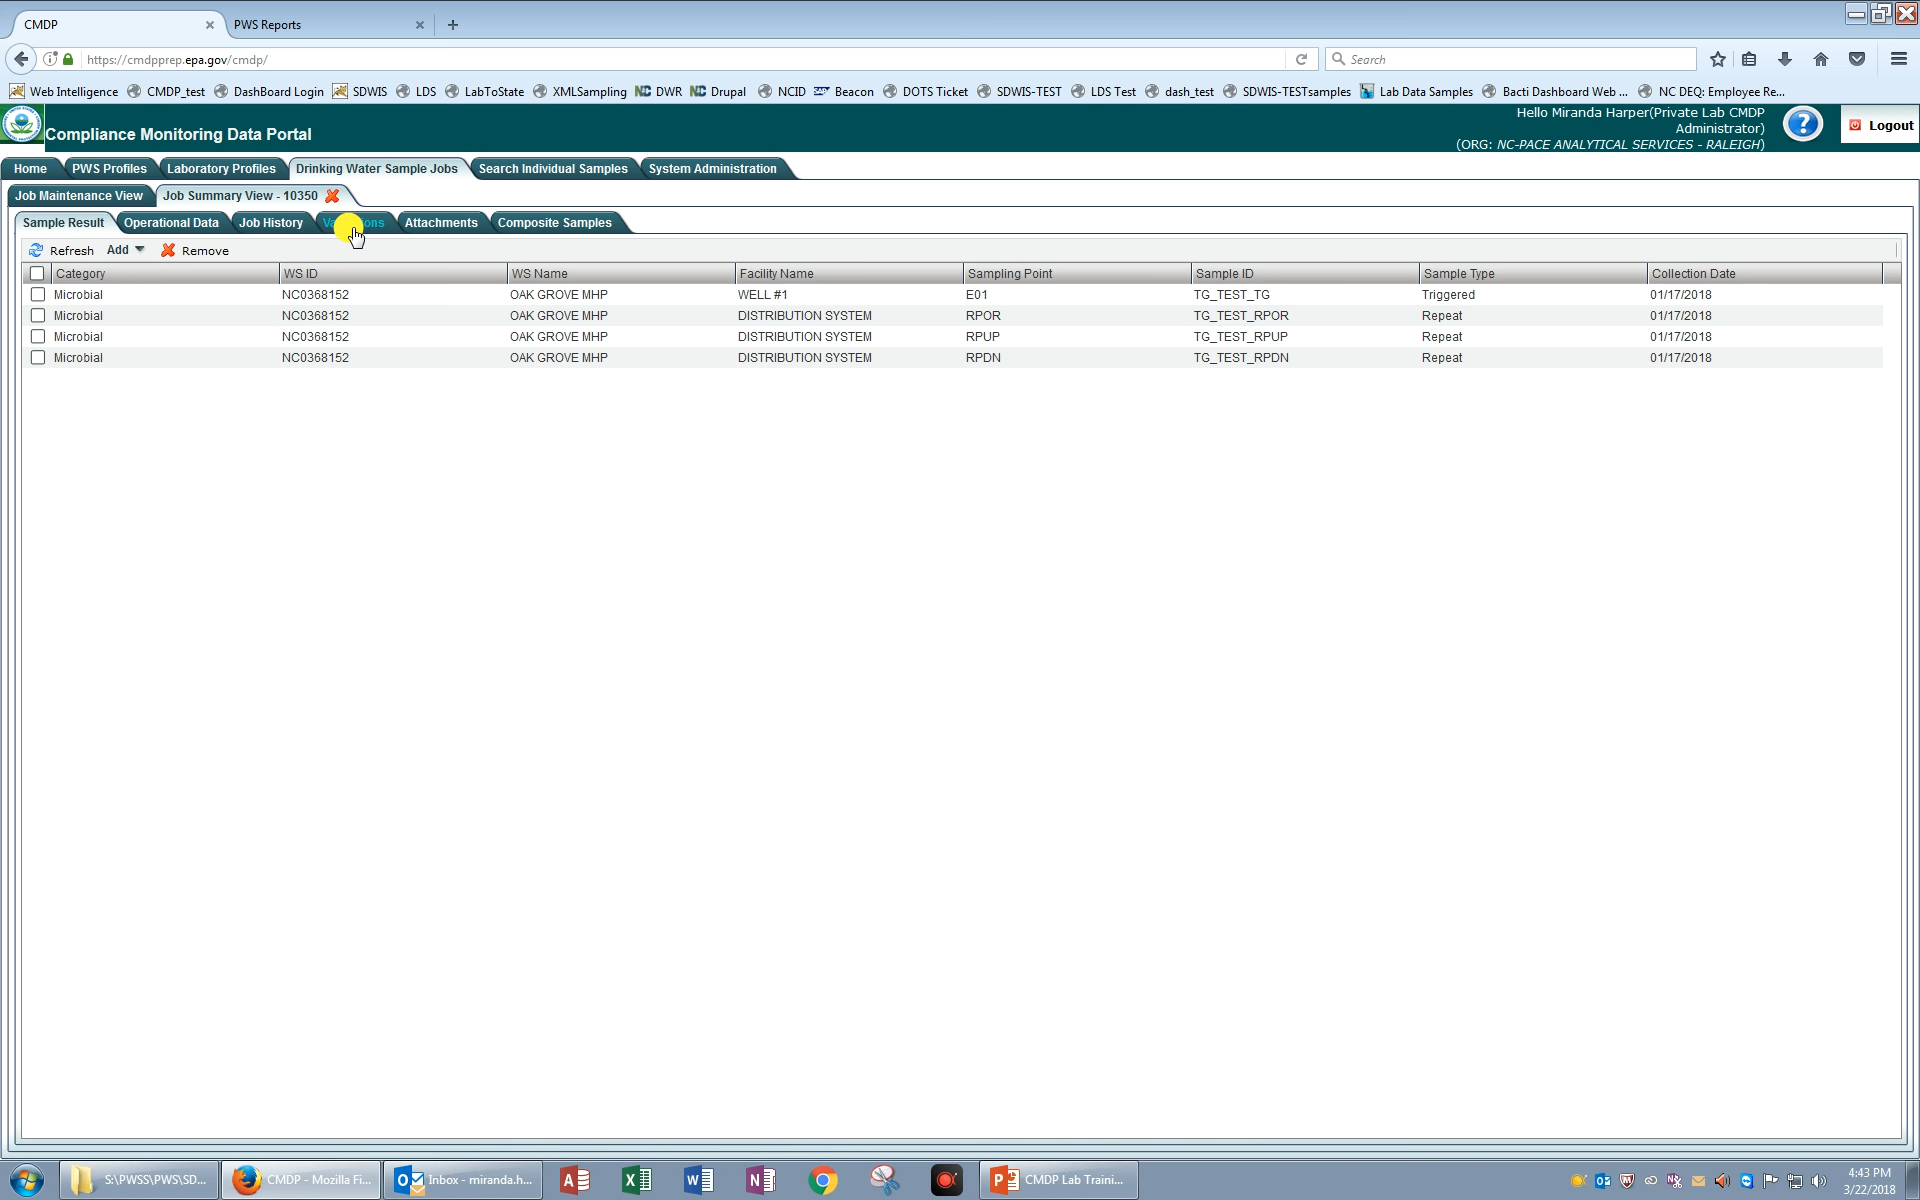 CMDP
PWS Reports
https://cmdpprep.epa.gov/cmdp/
Search
Web Intelligence CMDP_test DashBoard Login SDWIS LDS LabToState XMLSampling DWR Drupal NCID Beacon DOTS Ticket SDWIS-TEST LDS Test dash_test SDWIS-TESTsamples Lab Data Samples Bacti Dashboard Web ... NC DEQ: Employee Re...
Compliance Monitoring Data Portal
Hello Miranda Harper(Private Lab CMDP
Administrator)
(ORG: NC-PACE ANALYTICAL SERVICES - RALEIGH)
Logout
Home PWS Profiles Laboratory Profiles Drinking Water Sample Jobs Search Individual Samples System Administration
Job Maintenance View Job Summary View - 10350
Sample Result Operational Data Job History Attachments Composite Samples
Refresh Add Remove
Category WS ID WS Name Facility Name Sampling Point Sample ID Sample Type Collection Date
Microbial NC0368152 OAK GROVE MHP WELL #1 E01 TG_TEST_TG Triggered 01/17/2018
Microbial NC0368152 OAK GROVE MHP DISTRIBUTION SYSTEM RPOR TG_TEST_RPOR Repeat 01/17/2018
Microbial NC0368152 OAK GROVE MHP DISTRIBUTION SYSTEM RPUP TG_TEST_RPUP Repeat 01/17/2018
Microbial NC0368152 OAK GROVE MHP DISTRIBUTION SYSTEM RPDN TG_TEST_RPDN Repeat 01/17/2018
S:\PWSS\PWS\SD... CMDP - Mozilla Fi... Inbox - miranda.h... CMDP Lab Traini...
4:43 PM
3/22/2018